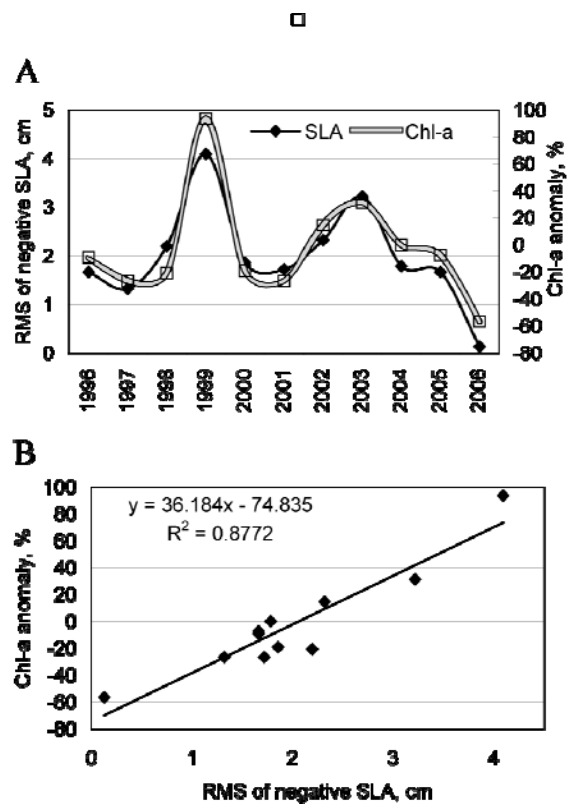 A
SLA Chl-a
RMS of negative SLA, cm
5
4
3
2
1
0
100
80
60
40
20
0
-20
-40
-60
-80
Chl-a anomaly, %
1996 1997 1998 1999 2000 2001 2002 2003 2004 2005 2006
B
y = 36.184x - 74.835
R² = 0.8772
Chl-a anomaly, %
100
80
60
40
20
0
-20
-40
-60
-80
0 1 2 3 4
RMS of negative SLA, cm